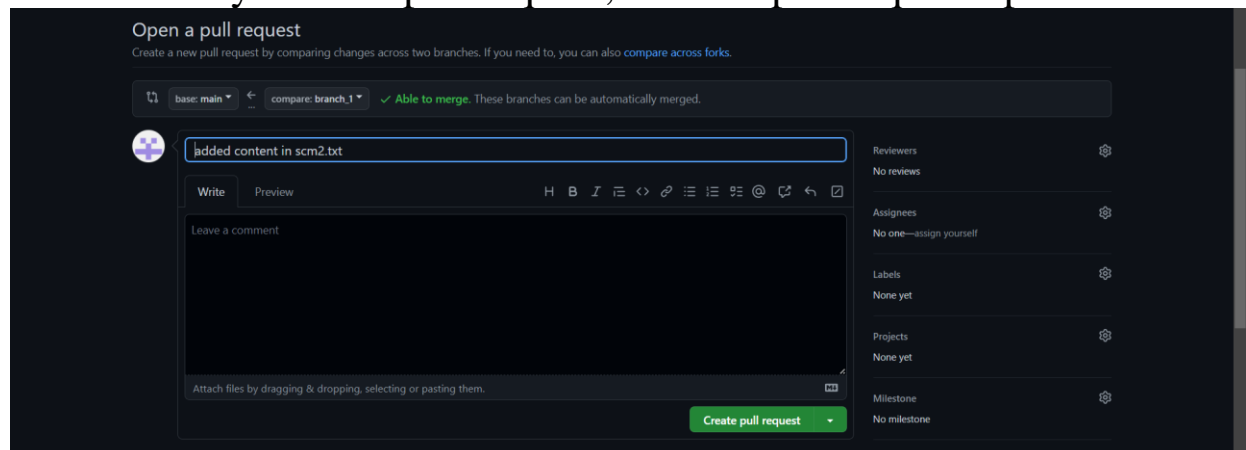 Open a pull request
Create a new pull request by comparing changes across two branches. If you need to, you can also compare across forks.
base: main ← compare: branch_1 ✓ Able to merge. These branches can be automatically merged.
added content in scm2.txt
Write Preview
Leave a comment
Attach files by dragging & dropping, selecting or pasting them.
Create pull request
Reviewers
No reviews
Assignees
No one—assign yourself
Labels
None yet
Projects
None yet
Milestone
No milestone